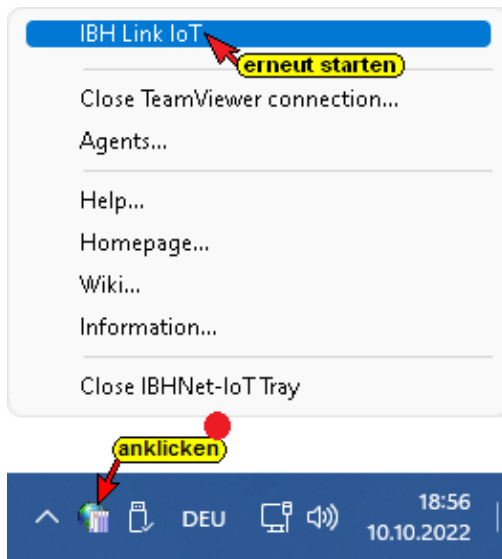 IBH Link IoT
erneut starten
Close TeamViewer connection...
Agents...
Help...
Homepage...
Wiki...
Information...
Close IBHNet-IoT Tray
anklicken
DEU
18:56
10.10.2022